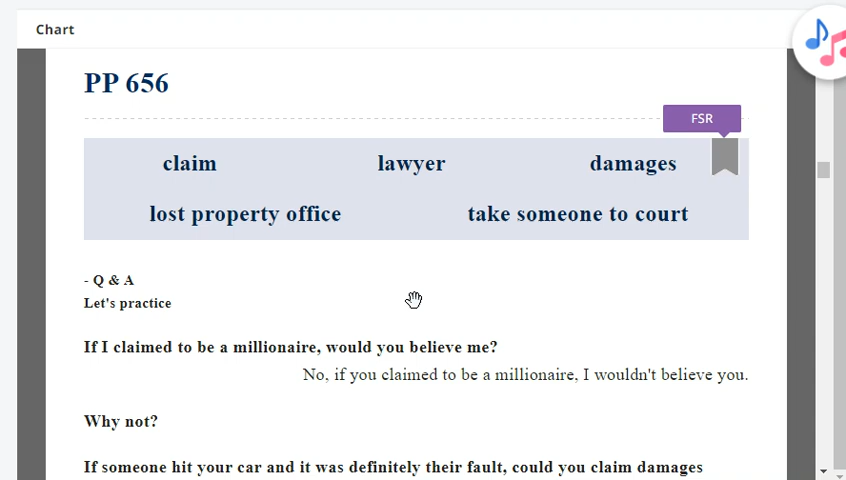 Chart
PP 656
FSR
claim lawyer damages
lost property office take someone to court
- Q & A
Let's practice
If I claimed to be a millionaire, would you believe me?
No, if you claimed to be a millionaire, I wouldn't believe you.
Why not?
If someone hit your car and it was definitely their fault, could you claim damages